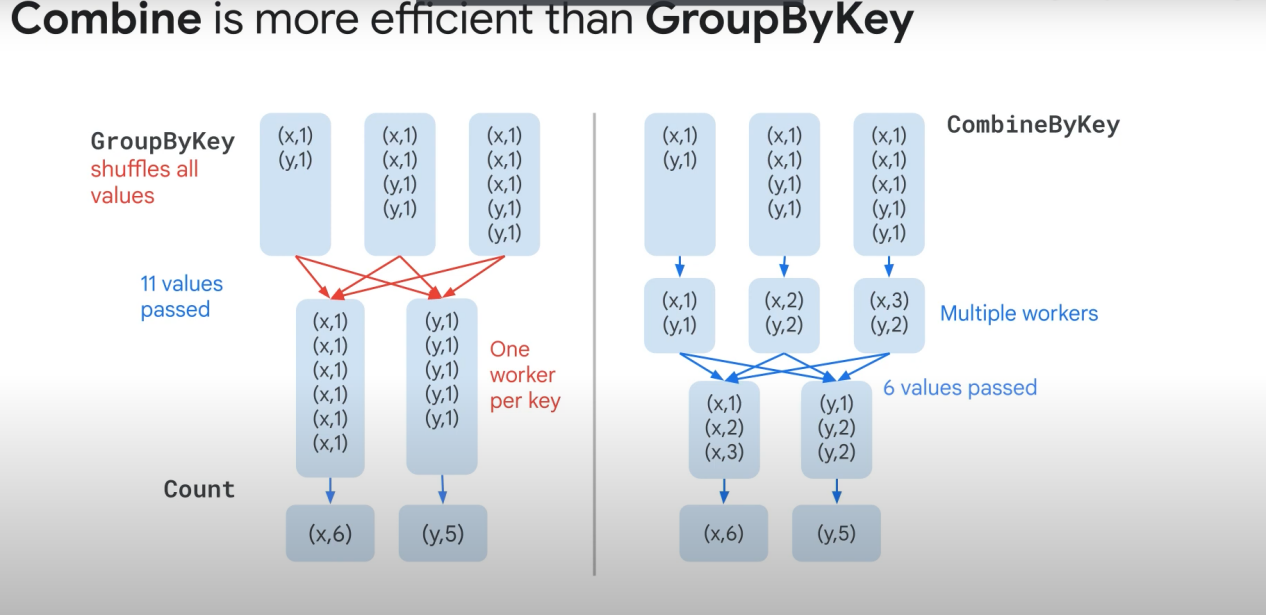 Combine is more efficient than GroupByKey
GroupByKey
shuffles all
values
(x,1)
(y,1)
(x,1)
(x,1)
(y,1)
(y,1)
(x,1)
(x,1)
(x,1)
(y,1)
(y,1)
11 values
passed
(x,1)
(x,1)
(x,1)
(x,1)
(x,1)
(x,1)
(y,1)
(y,1)
(y,1)
(y,1)
(y,1)
One
worker
per key
Count
(x,6)
(y,5)
CombineByKey
(x,1)
(y,1)
(x,1)
(x,1)
(y,1)
(y,1)
(x,1)
(x,1)
(x,1)
(y,1)
(y,1)
(x,1)
(y,1)
(x,2)
(y,2)
(x,3)
(y,2)
Multiple workers
6 values passed
(x,1)
(x,2)
(x,3)
(y,1)
(y,2)
(y,2)
(x,6)
(y,5)